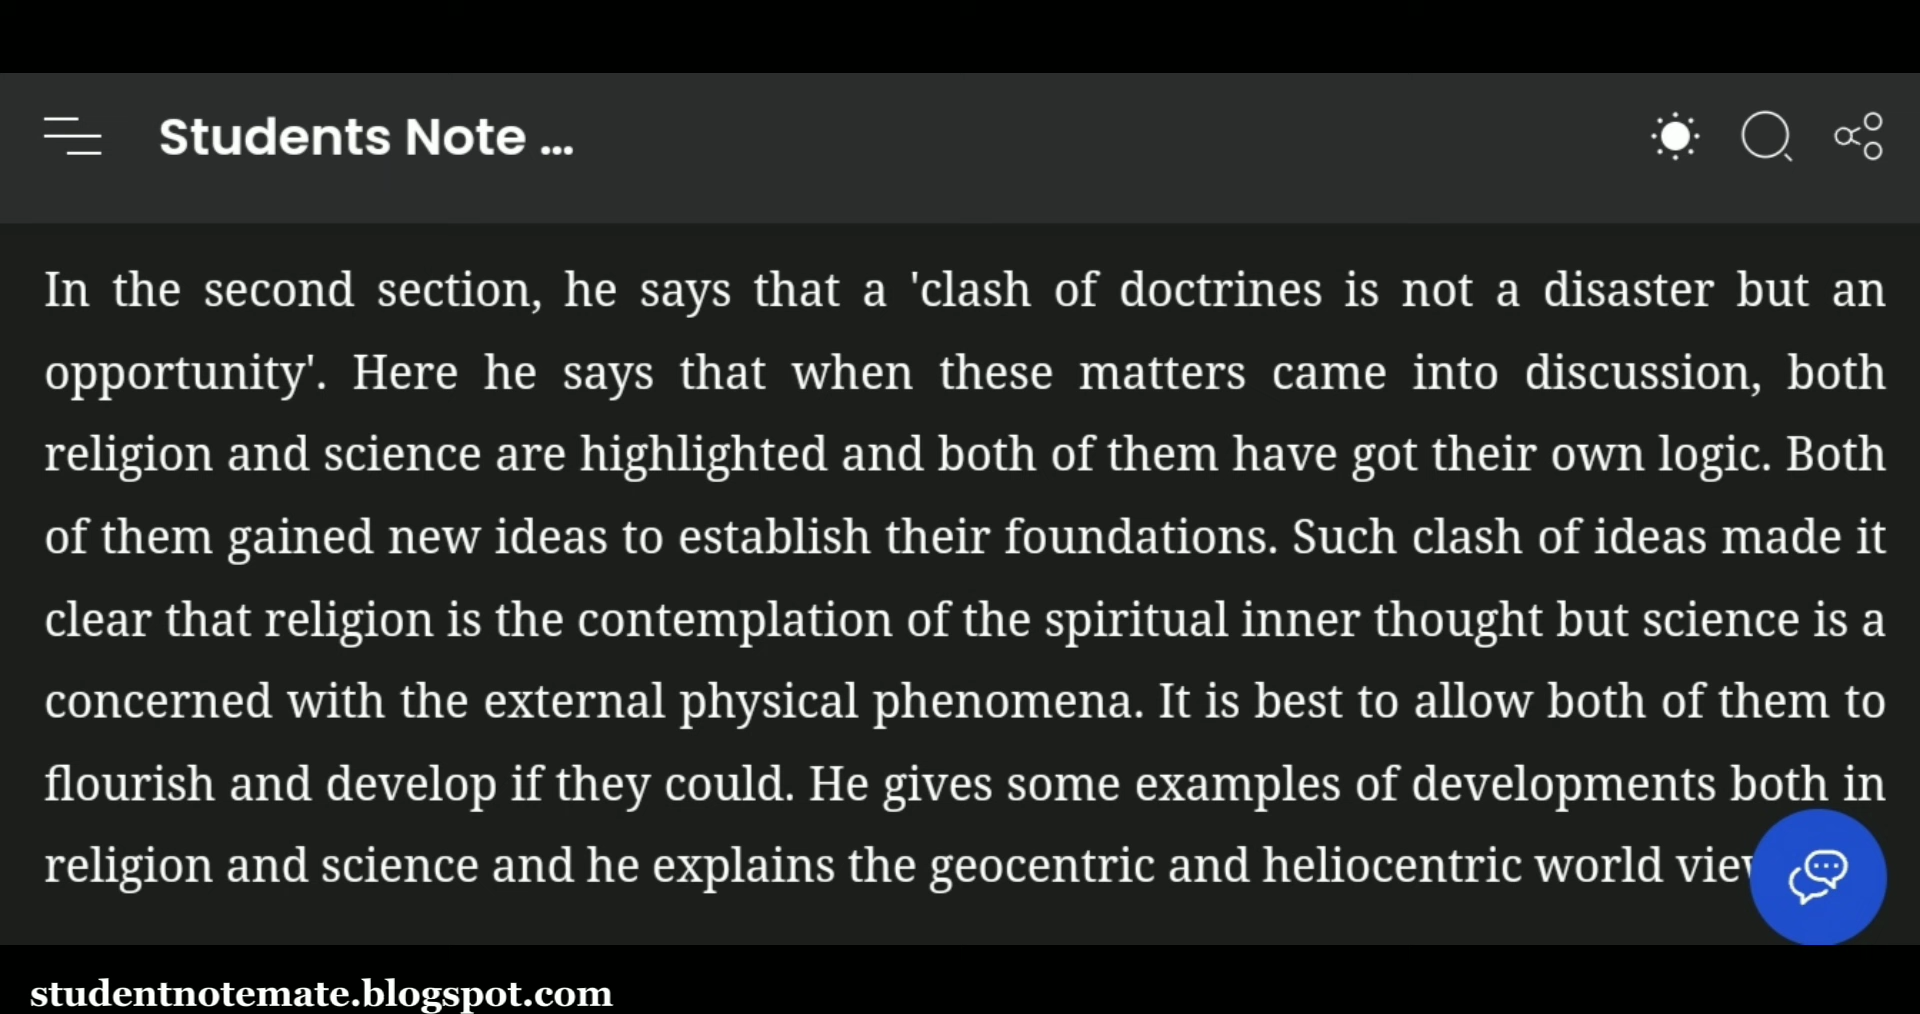 Students Note ...
In the second section, he says that a 'clash of doctrines is not a disaster but an
opportunity'. Here he says that when these matters came into discussion, both
religion and science are highlighted and both of them have got their own logic. Both
of them gained new ideas to establish their foundations. Such clash of ideas made it
clear that religion is the contemplation of the spiritual inner thought but science is a
concerned with the external physical phenomena. It is best to allow both of them to
flourish and develop if they could. He gives some examples of developments both in
religion and science and he explains the geocentric and heliocentric world
studentnotemate.blogspot.com